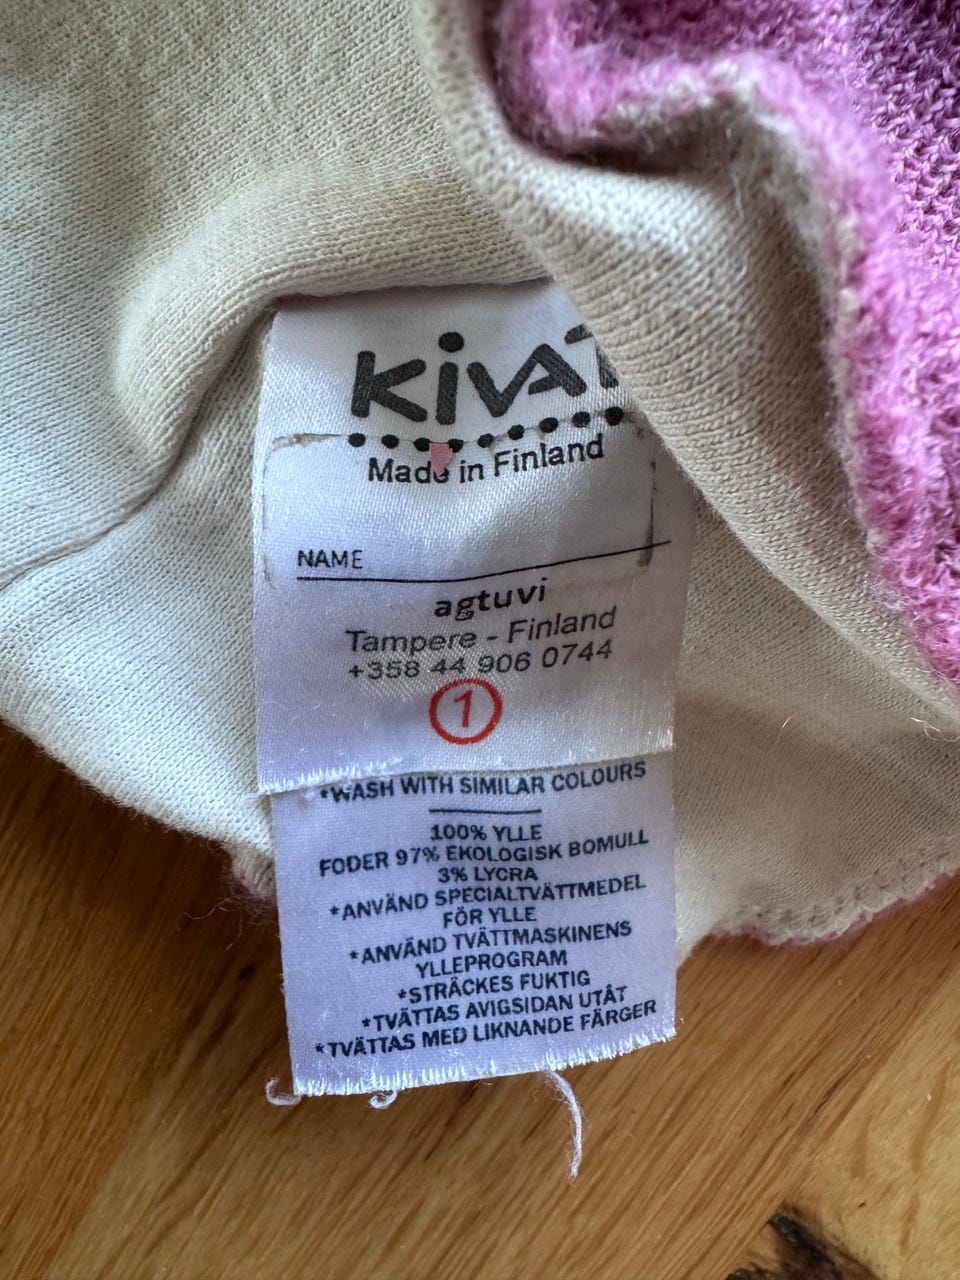 KIVAT
Made in Finland
NAME
agtuvi
Tampere - Finland
+358 44 906 0744
1
*WASH WITH SIMILAR COLOURS
100% YLLE
FODER 97% EKOLOGISK BOMULL
3% LYCRA
*ANVÄND SPECIALTVÄTTMEDEL
FÖR YLLE
*ANVÄND TVÄTTMASKINENS
YLLEPROGRAM
*STRÄCKES FUKTIG
*TVÄTTAS AVIGSIDAN UTÅT
*TVÄTTAS MED LIKNANDE FÄRGER